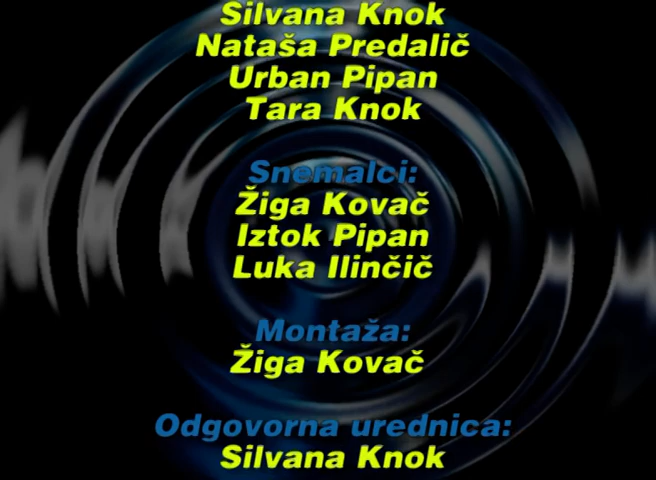 Silvana Knok
Nataša Predalič
Urban Pipan
Tara Knok
Snemalci:
Žiga Kovač
Iztok Pipan
Luka Ilinčič
Montaža:
Žiga Kovač
Odgovorna urednica:
Silvana Knok